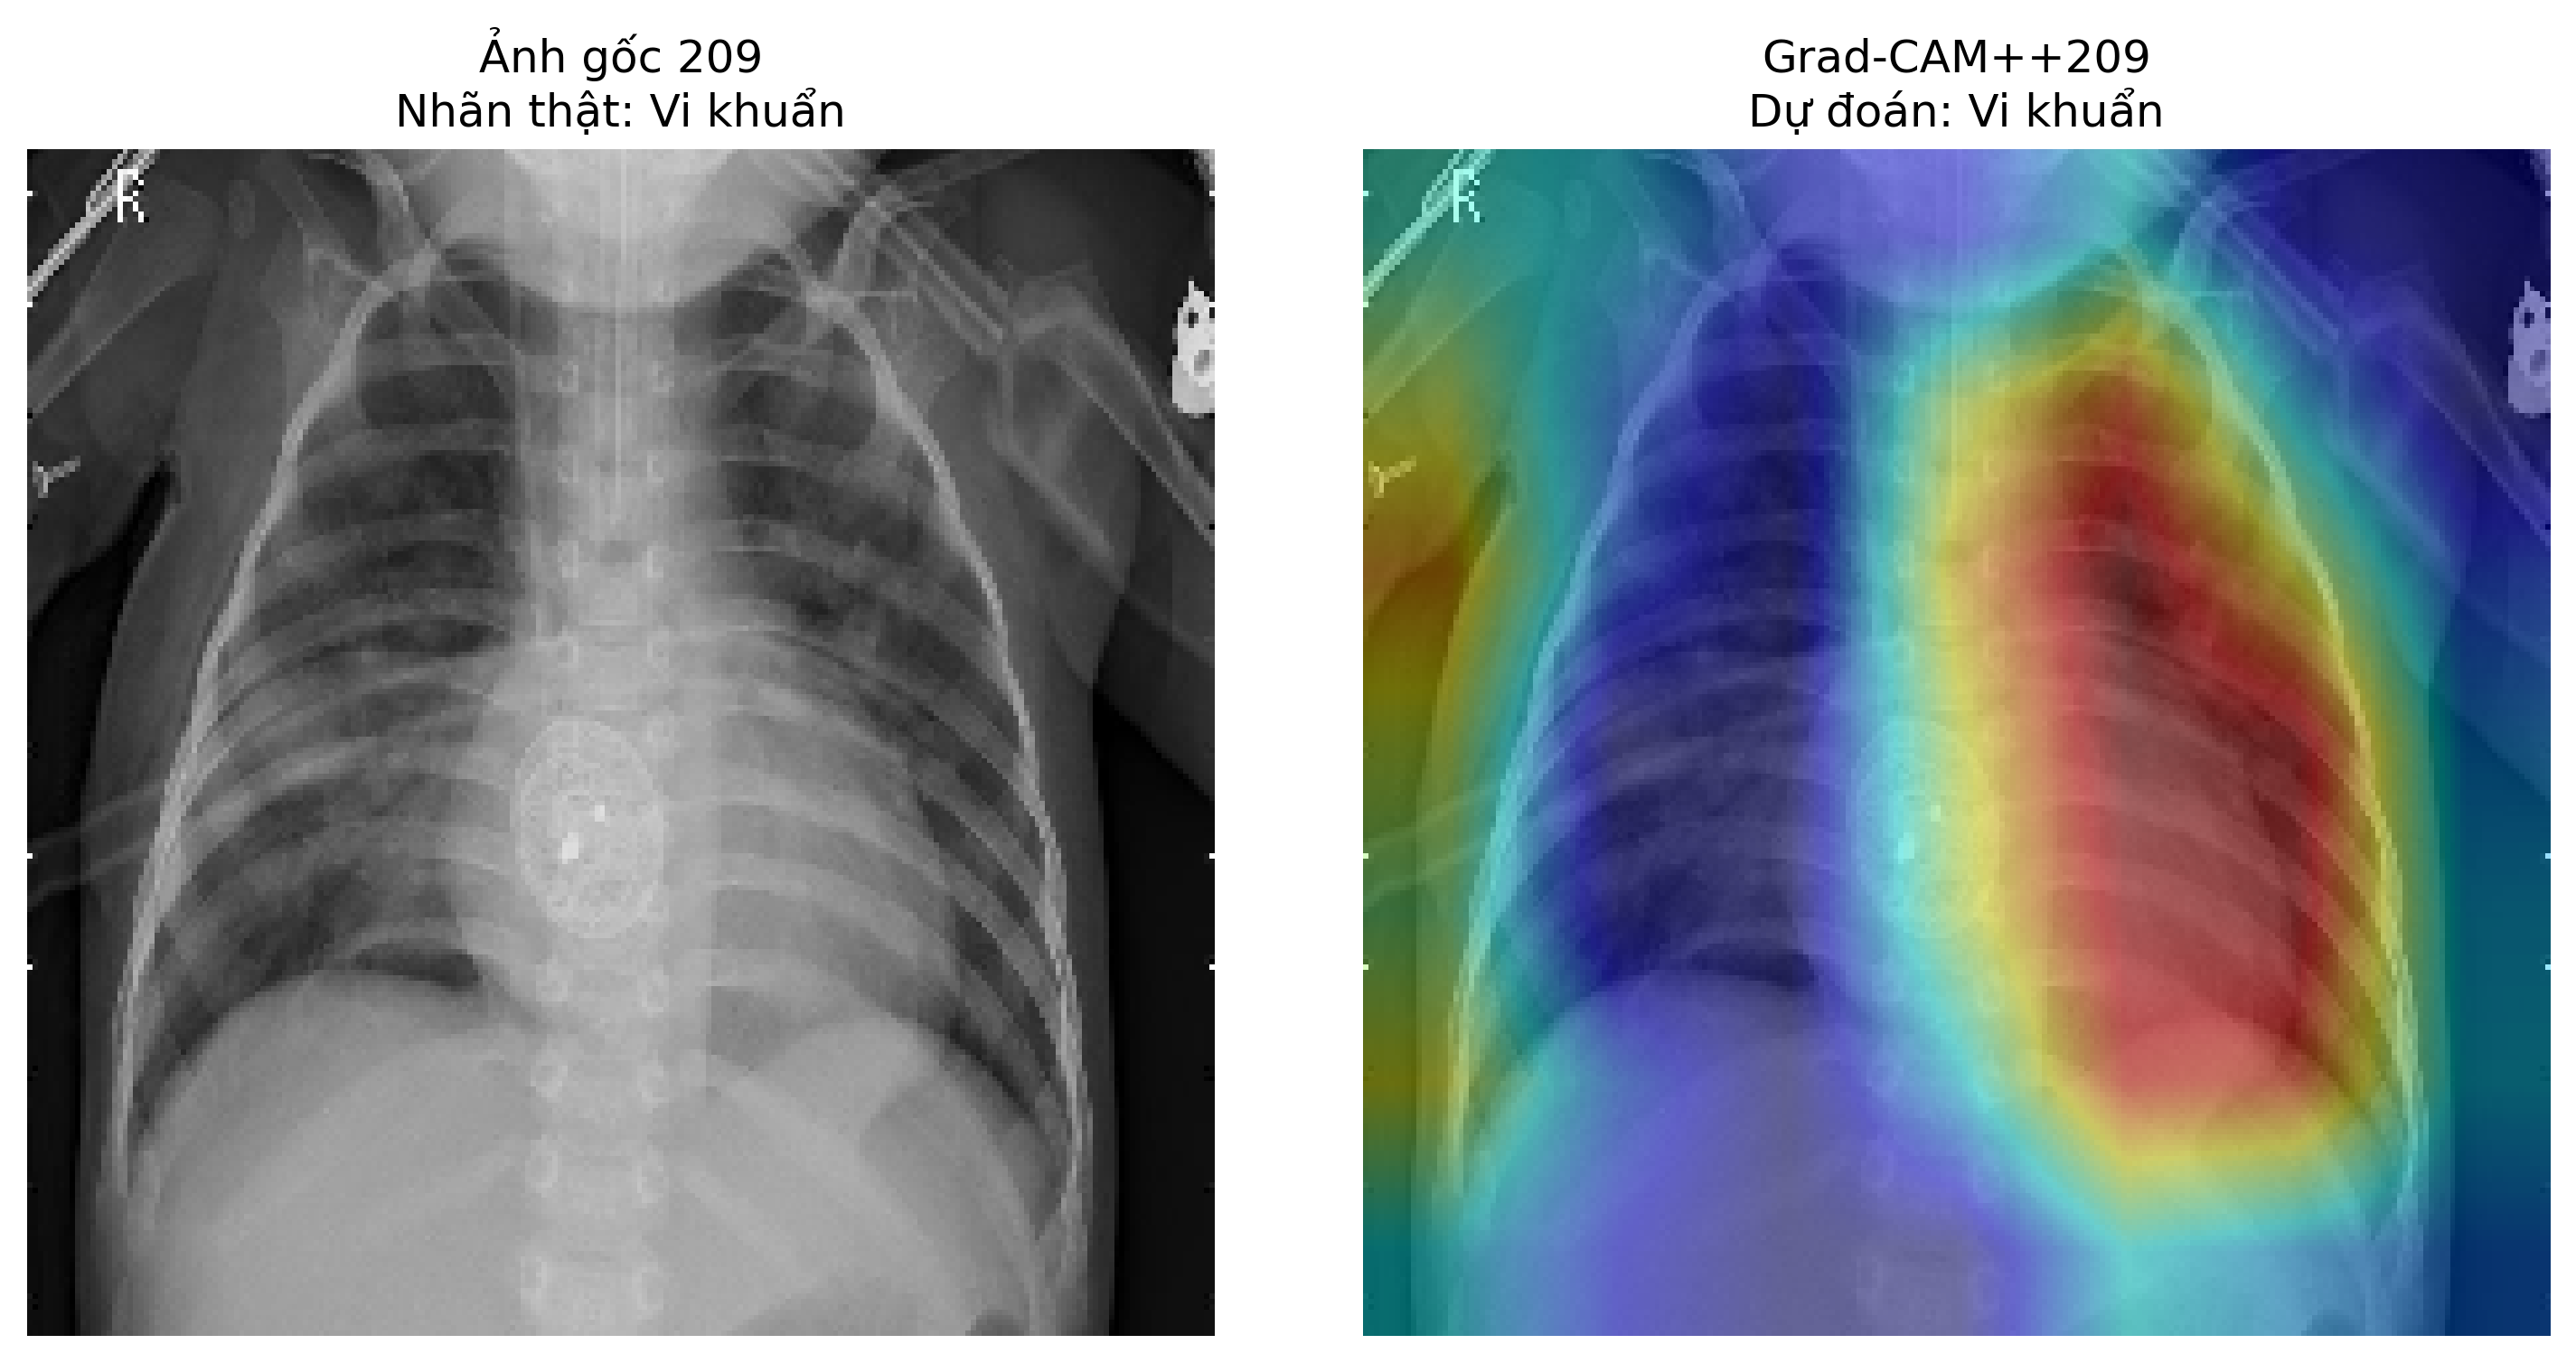 Ảnh gốc 209
Nhãn thật: Vi khuẩn
Grad-CAM++209
Dự đoán: Vi khuẩn
R
R